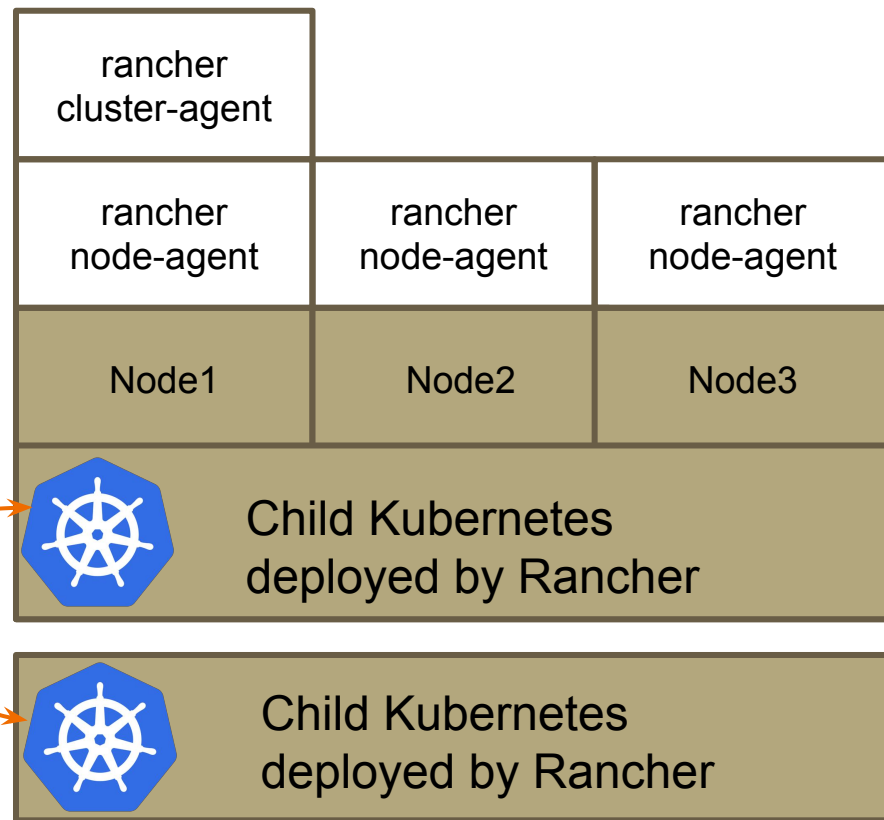 rancher
cluster-agent
rancher
node-agent
rancher
node-agent
rancher
node-agent
Node1
Node2
Node3
Child Kubernetes
deployed by Rancher
Child Kubernetes
deployed by Rancher